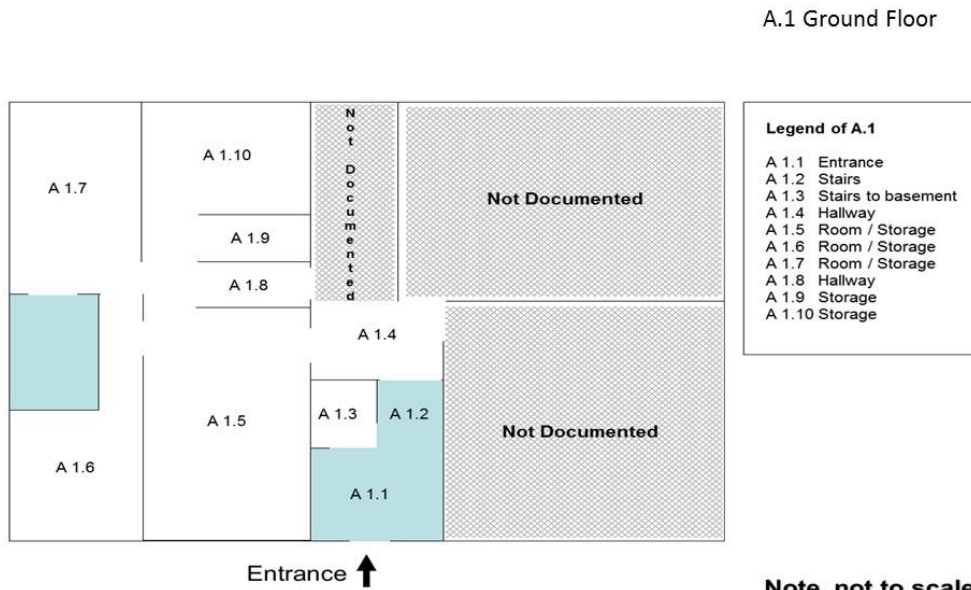 A.1 Ground Floor
Not Documented
A 1.10
A 1.7
Not Documented
A 1.9
A 1.8
A 1.4
A 1.3
A 1.2
A 1.5
Not Documented
A 1.6
A 1.1
Entrance
Legend of A.1
A 1.1 Entrance
A 1.2 Stairs
A 1.3 Stairs to basement
A 1.4 Hallway
A 1.5 Room / Storage
A 1.6 Room / Storage
A 1.7 Room / Storage
A 1.8 Hallway
A 1.9 Storage
A 1.10 Storage
Note, not to scale